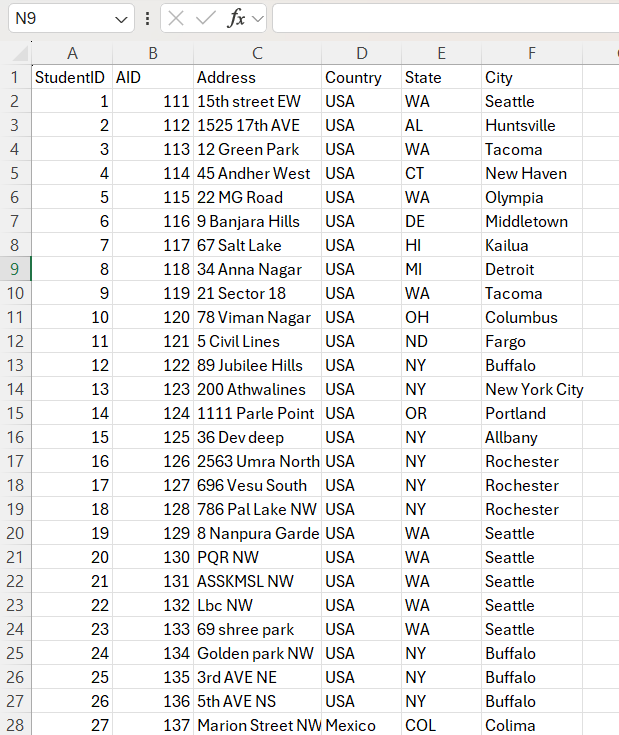 N9 fx
A B C D E F
1 StudentID AID Address Country State City
2 1 111 15th street EW USA WA Seattle
3 2 112 1525 17th AVE USA AL Huntsville
4 3 113 12 Green Park USA WA Tacoma
5 4 114 45 Andher West USA CT New Haven
6 5 115 22 MG Road USA WA Olympia
7 6 116 9 Banjara Hills USA DE Middletown
8 7 117 67 Salt Lake USA HI Kailua
9 8 118 34 Anna Nagar USA MI Detroit
10 9 119 21 Sector 18 USA WA Tacoma
11 10 120 78 Viman Nagar USA OH Columbus
12 11 121 5 Civil Lines USA ND Fargo
13 12 122 89 Jubilee Hills USA NY Buffalo
14 13 123 200 Athwalines USA NY New York City
15 14 124 1111 Parle Point USA OR Portland
16 15 125 36 Dev deep USA NY Allbany
17 16 126 2563 Umra North USA NY Rochester
18 17 127 696 Vesu South USA NY Rochester
19 18 128 786 Pal Lake NW USA NY Rochester
20 19 129 8 Nanpura Garde USA WA Seattle
21 20 130 PQR NW USA WA Seattle
22 21 131 ASSKMSL NW USA WA Seattle
23 22 132 Lbc NW USA WA Seattle
24 23 133 69 shree park USA WA Seattle
25 24 134 Golden park NW USA NY Buffalo
26 25 135 3rd AVE NE USA NY Buffalo
27 26 136 5th AVE NS USA NY Buffalo
28 27 137 Marion Street NW Mexico COL Colima